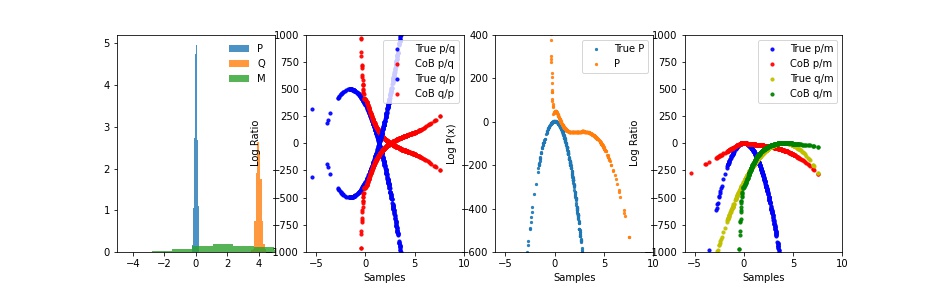 5
4
3
2
1
0
−4 −2 0 2 4
P
Q
M
Log Ratio
1000
750
500
250
0
−250
−500
−750
1000
−5 0 5 10
Samples
True p/q
CoB p/q
True q/p
CoB q/p
Log P(x)
400
200
0
−200
−400
−600
−5 0 5 10
Samples
True P
P
Log Ratio
1000
750
500
250
0
−250
−500
−750
1000
−5 0 5 10
Samples
True p/m
CoB p/m
True q/m
CoB q/m